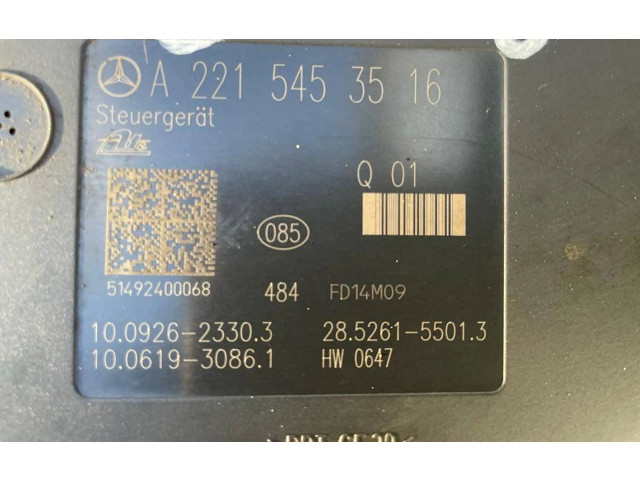 A 221 545 35 16
Steuergerät
Ate
Q 01
085
51492400068 484 FD14M09
10.0926-2330.3 28.5261-5501.3
10.0619-3086.1 HW 0647